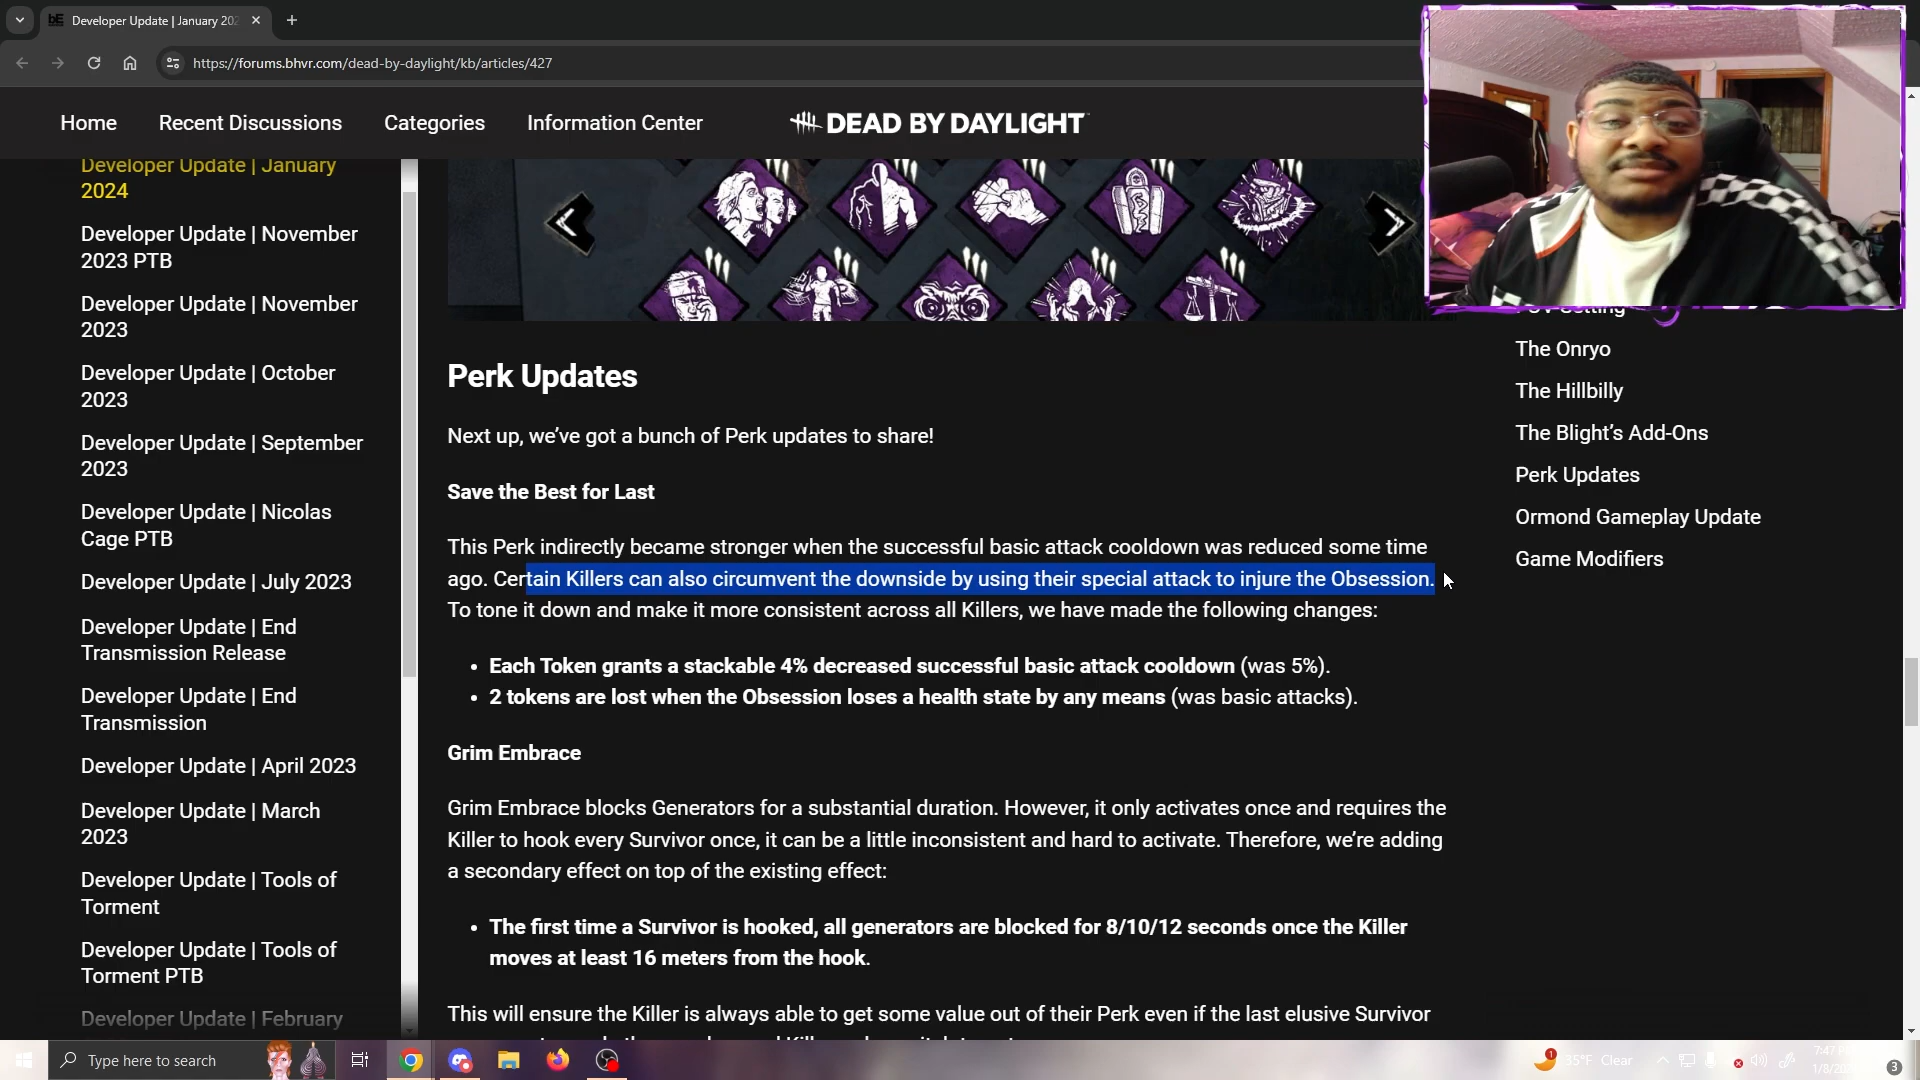 Developer Update | January 202
https://forums.bhvr.com/dead-by-daylight/kb/articles/427
Home
Recent Discussions
Categories
Information Center
DEAD BY DAYLIGHT
Developer Update | January
2024
Developer Update | November
2023 PTB
Developer Update | November
2023
Developer Update | October
2023
Developer Update | September
2023
Developer Update | Nicolas
Cage PTB
Developer Update | July 2023
Developer Update | End
Transmission Release
Developer Update | End
Transmission
Developer Update | April 2023
Developer Update | March
2023
Developer Update | Tools of
Torment
Developer Update | Tools of
Torment PTB
Developer Update | February
Perk Updates
Next up, we’ve got a bunch of Perk updates to share!
Save the Best for Last
This Perk indirectly became stronger when the successful basic attack cooldown was reduced some time
ago. Certain Killers can also circumvent the downside by using their special attack to injure the Obsession.
To tone it down and make it more consistent across all Killers, we have made the following changes:
• Each Token grants a stackable 4% decreased successful basic attack cooldown (was 5%).
• 2 tokens are lost when the Obsession loses a health state by any means (was basic attacks).
Grim Embrace
Grim Embrace blocks Generators for a substantial duration. However, it only activates once and requires the
Killer to hook every Survivor once, it can be a little inconsistent and hard to activate. Therefore, we’re adding
a secondary effect on top of the existing effect:
• The first time a Survivor is hooked, all generators are blocked for 8/10/12 seconds once the Killer
moves at least 16 meters from the hook.
This will ensure the Killer is always able to get some value out of their Perk even if the last elusive Survivor
Setting
The Onryo
The Hillbilly
The Blight’s Add-Ons
Perk Updates
Ormond Gameplay Update
Game Modifiers
Type here to search
1
35°F Clear
7:47
3